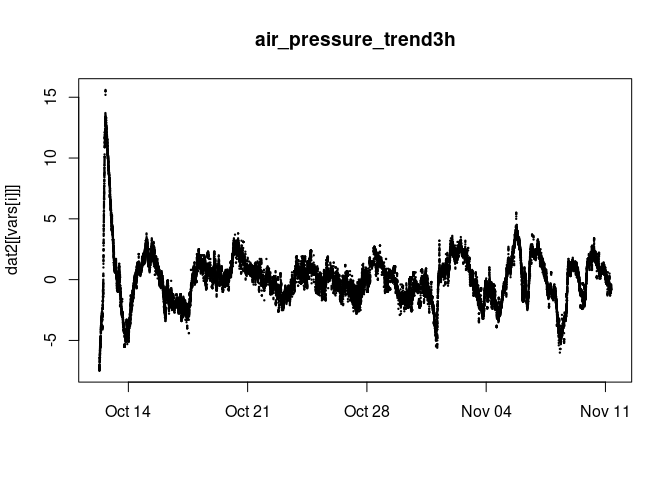 air_pressure_trend3h
dat2[[vars[i]]]
15
10
5
0
-5
Oct 14
Oct 21
Oct 28
Nov 04
Nov 11